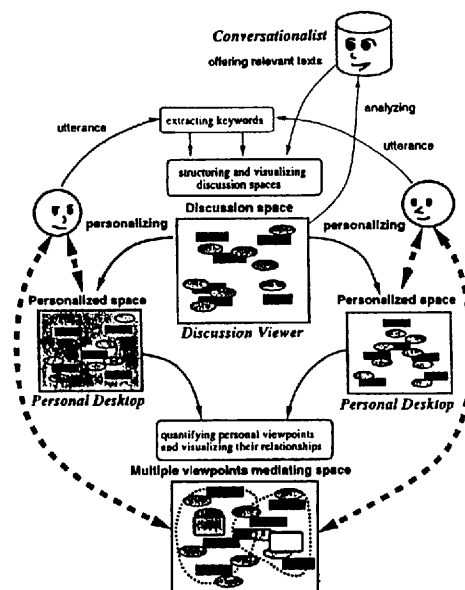 Conversationalist
offering relevant texts
analyzing
utterance
extracting keywords
utterance
structuring and visualizing
discussion spaces
Discussion space
personalizing
personalizing
Personalized space
Personalized space
Discussion Viewer
Personal Desktop
Personal Desktop
quantifying personal viewpoints
and visualizing their relationships
Multiple viewpoints mediating space